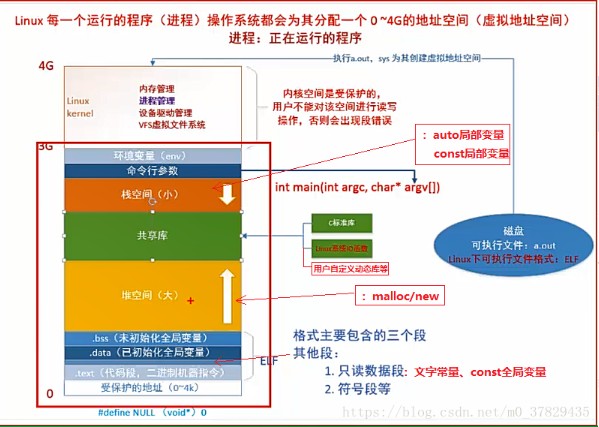 Linux 每一个运行的程序（进程）操作系统都会为其分配一个 0 ~4G的地址空间（虚拟地址空间）
进程：正在运行的程序
执行a.out，sys 为其创建虚拟地址空间
4G
Linux
kernel
内存管理
进程管理
设备驱动管理
VFS虚拟文件系统
内核空间是受保护的，
用户不能对该空间进行读写
操作，否则会出现段错误
3G
环境变量（env）
命令行参数
栈空间（小）
：auto局部变量
const局部变量
int main(int argc, char* argv[])
共享库
c标准库
Linux系统IO函数
用户自定义动态库等
磁盘
可执行文件：a.out
Linux下可执行文件格式：ELF
堆空间（大）
：malloc/new
.bss（未初始化全局变量）
.data（已初始化全局变量）
.text（代码段，二进制机器指令）
受保护的地址（0~4k）
ELF
0
格式主要包含的三个段
其他段：
1. 只读数据段：文字常量、const全局变量
2. 符号段等
#define NULL （void*）0
https://blog.csdn.net/m0_37829435